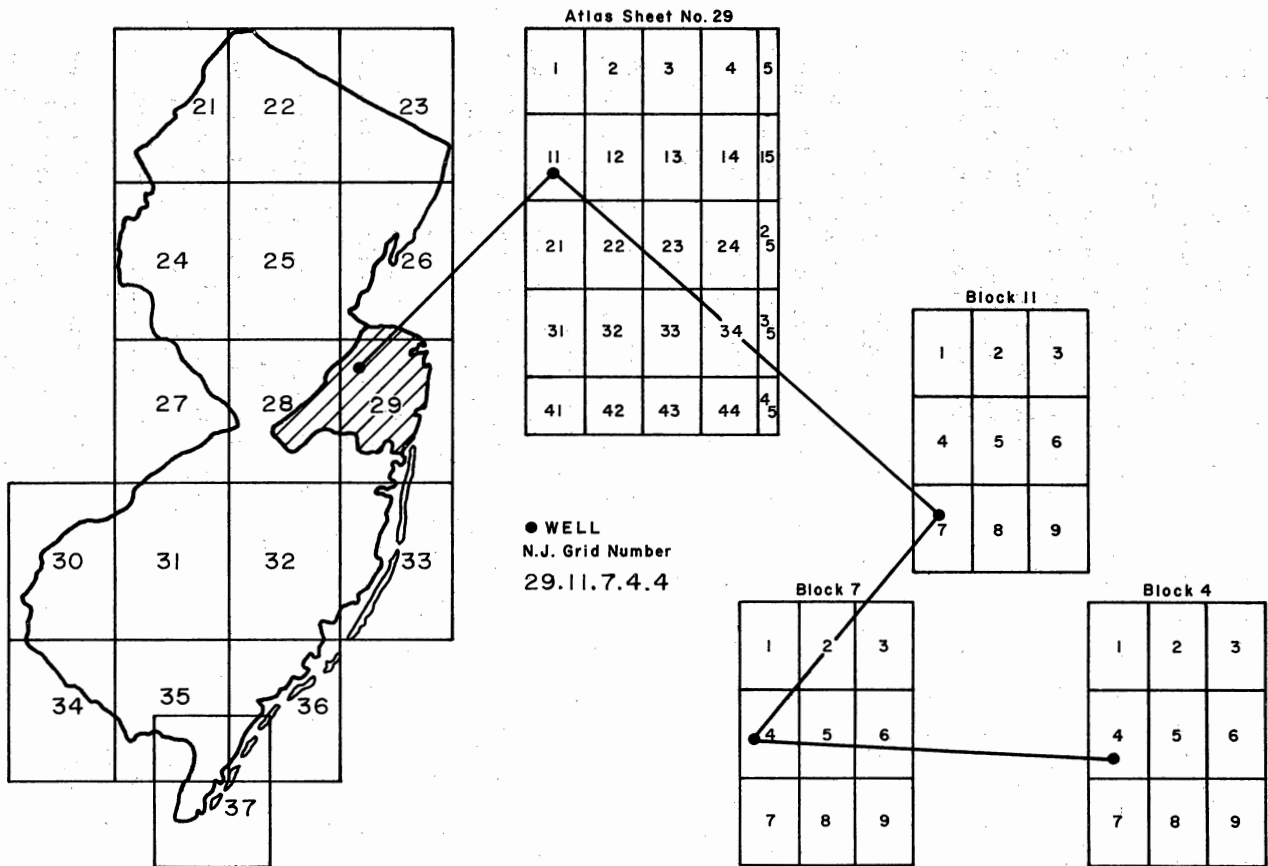 21 22 23
24 25 26
27 28 29
30 31 32 33
34 35 36
37
Atlas Sheet No. 29
1 2 3 4 5
11 12 13 14 15
21 22 23 24 25
31 32 33 34 35
41 42 43 44 45
WELL
N.J. Grid Number
29.11.7.4.4
Block 11
1 2 3
4 5 6
7 8 9
Block 7
1 2 3
4 5 6
7 8 9
Block 4
1 2 3
4 5 6
7 8 9